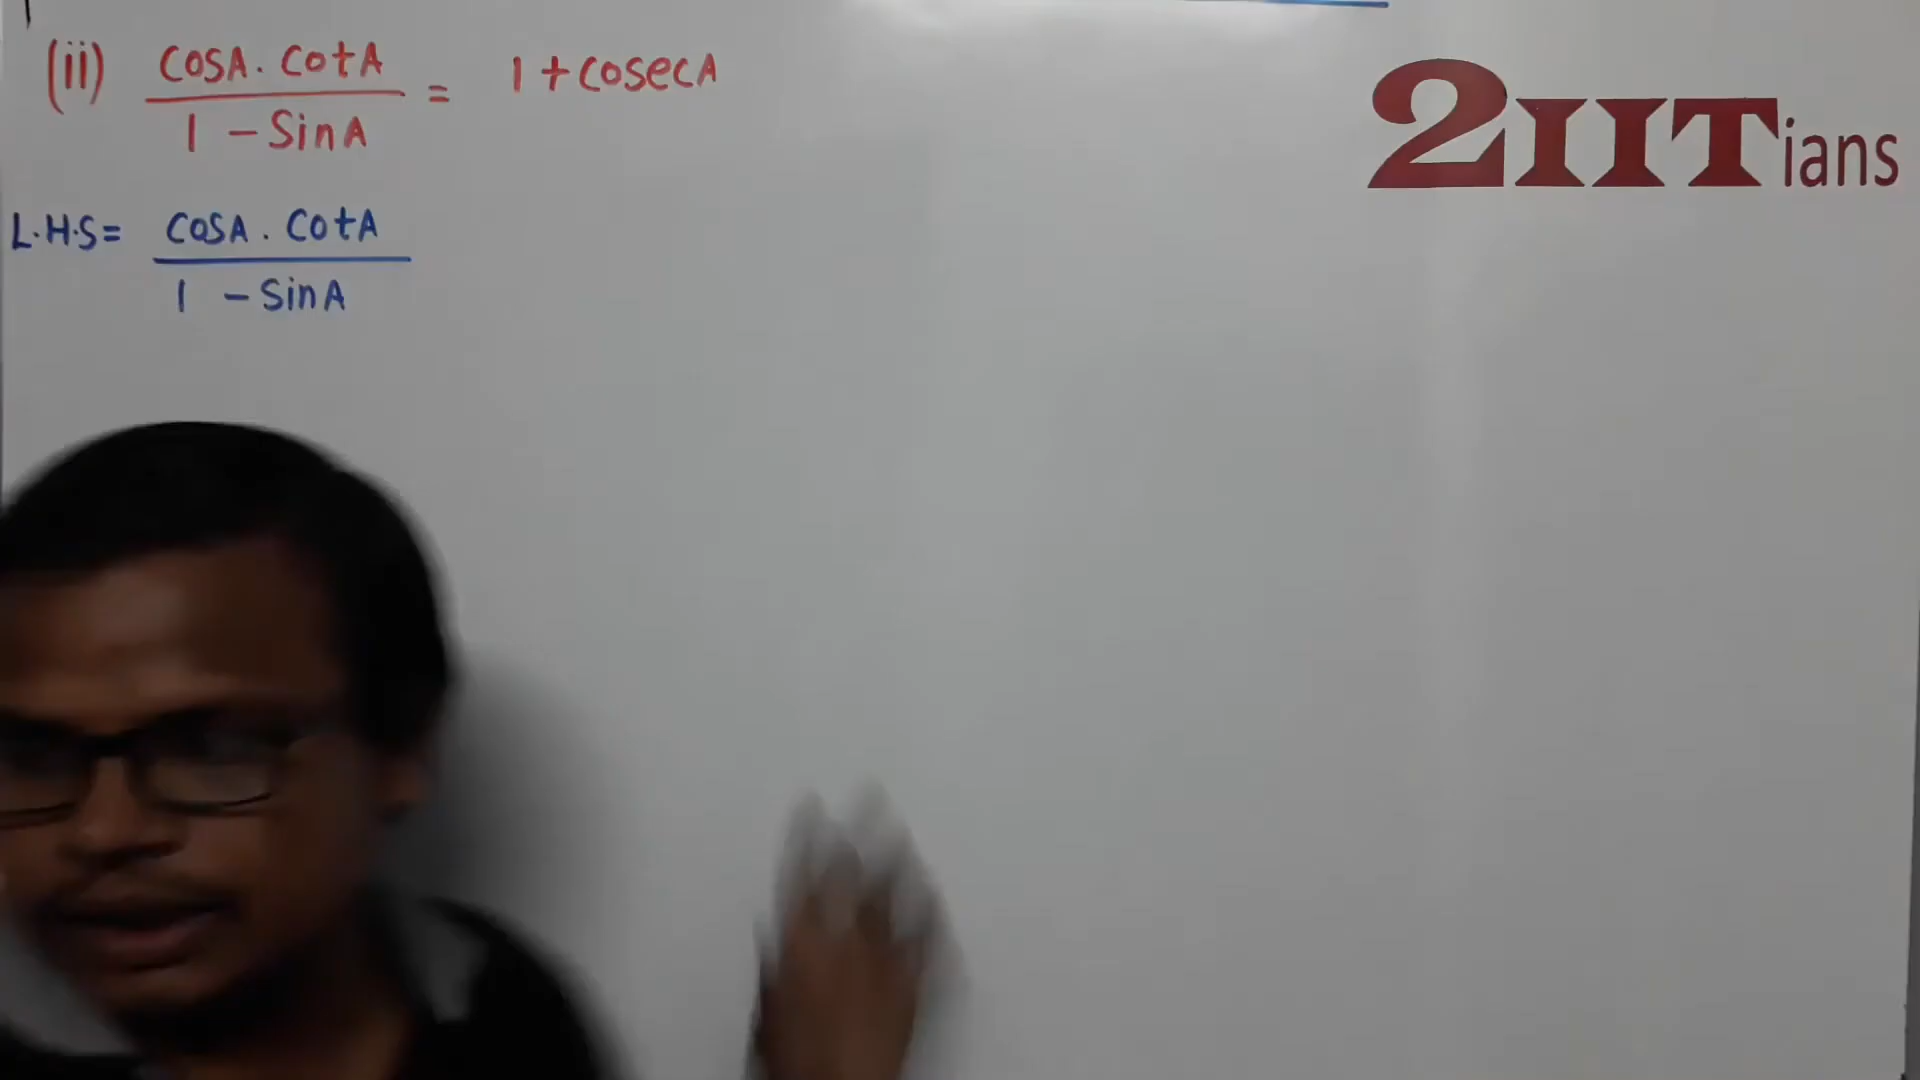 (ii) COSA. CotA / 1 - SinA = 1 + COSECA
2IITians
L.H.S = COSA. CotA / 1 - SinA